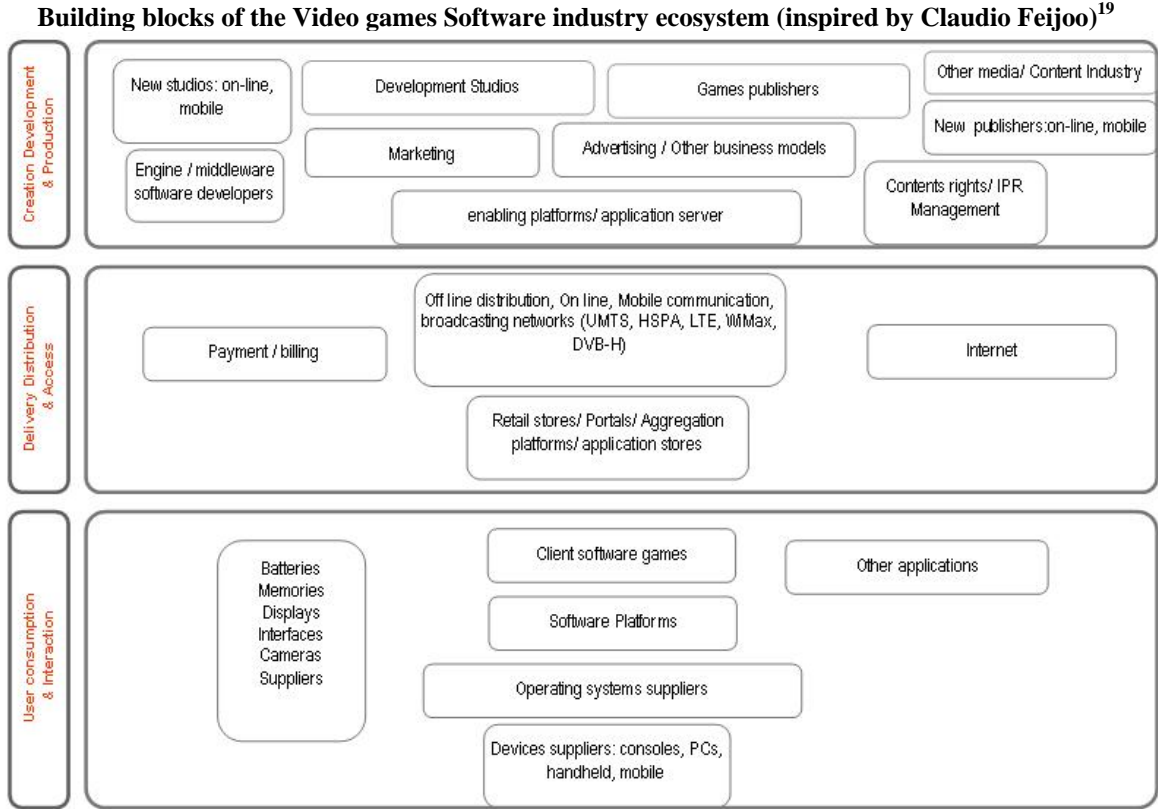 Building blocks of the Video games Software industry ecosystem (inspired by Claudio Feijoo)19
Creation Development
& Production
New studios: on-line,
mobile
Development Studios
Games publishers
Other media/ Content Industry
New publishers:on-line, mobile
Engine / middleware
software developers
Marketing
Advertising / Other business models
Contents rights/ IPR
Management
enabling platforms/ application server
Delivery Distribution
& Access
Off line distribution, On line, Mobile communication,
broadcasting networks (UMTS, HSPA, LTE, WiMax,
DVB-H)
Payment / billing
Internet
Retail stores/ Portals/ Aggregation
platforms/ application stores
User consumption
& Interaction
Batteries
Memories
Displays
Interfaces
Cameras
Suppliers
Client software games
Other applications
Software Platforms
Operating systems suppliers
Devices suppliers: consoles, PCs,
handheld, mobile